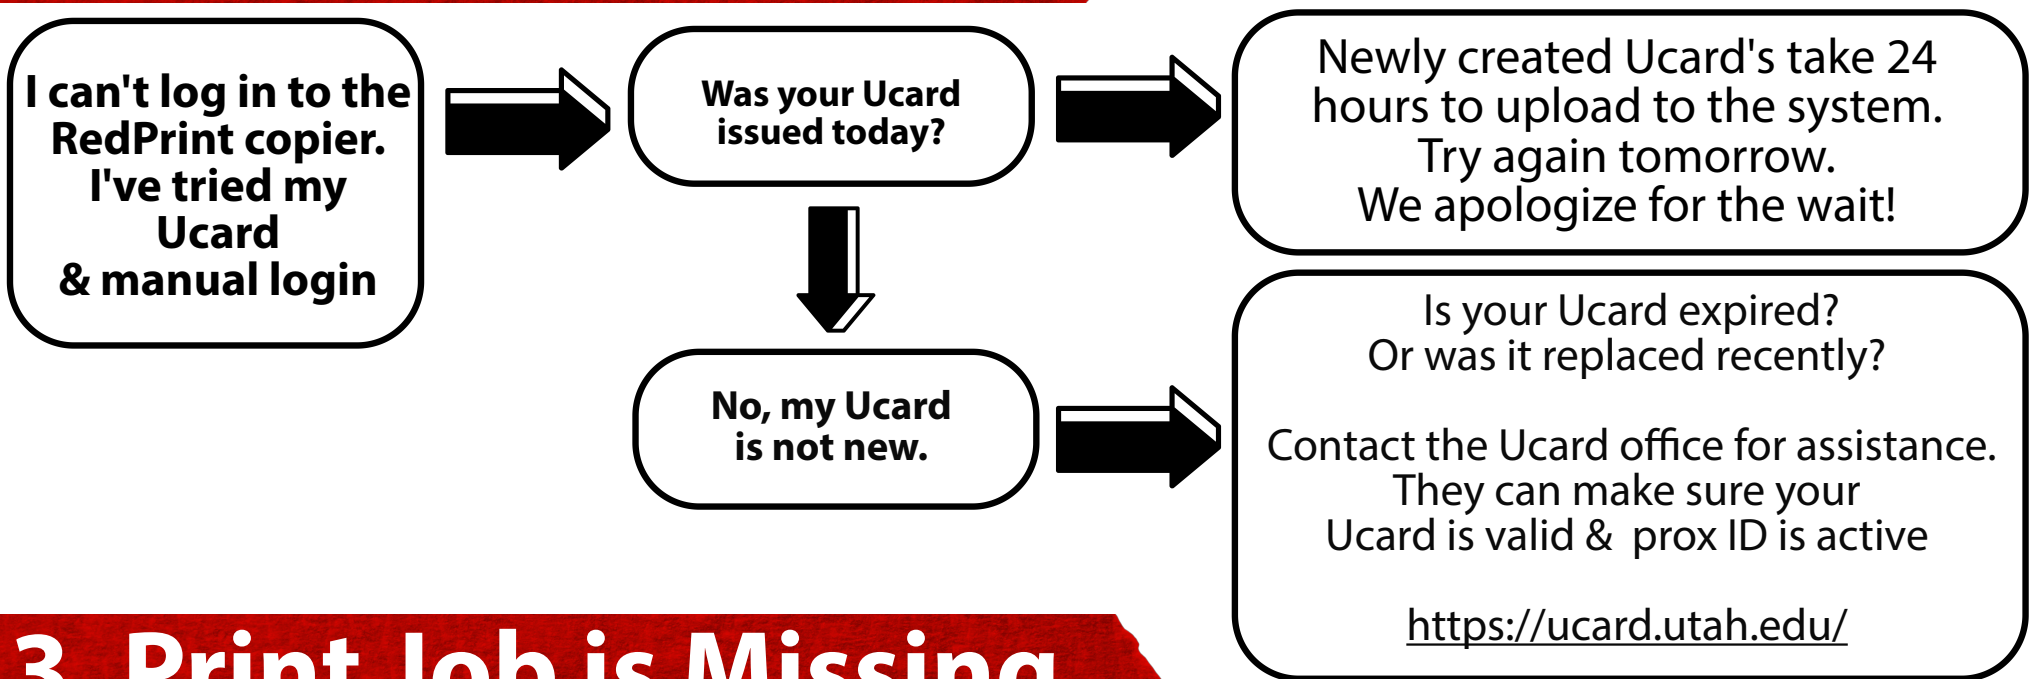 I can't log in to the
RedPrint copier.
I've tried my
Ucard
& manual login
Was your Ucard
issued today?
Newly created Ucard's take 24
hours to upload to the system.
Try again tomorrow.
We apologize for the wait!
No, my Ucard
is not new.
Is your Ucard expired?
Or was it replaced recently?
Contact the Ucard office for assistance.
They can make sure your
Ucard is valid &  prox ID is active
https://ucard.utah.edu/
3. Print Job is Missing